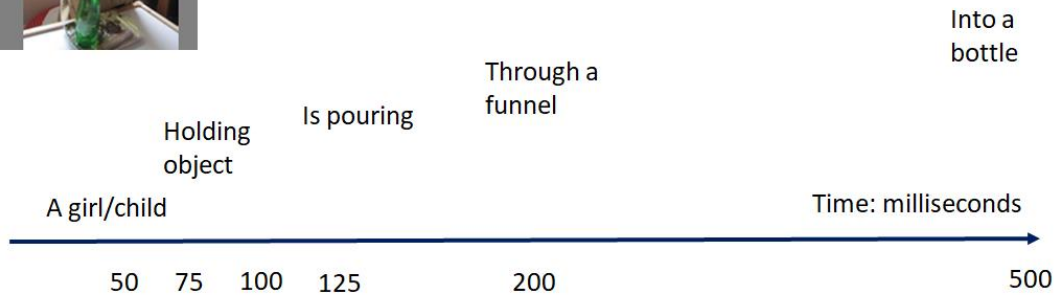 Into a
bottle
Through a
funnel
Is pouring
Holding
object
A girl/child
Time: milliseconds
50 75 100 125 200 500